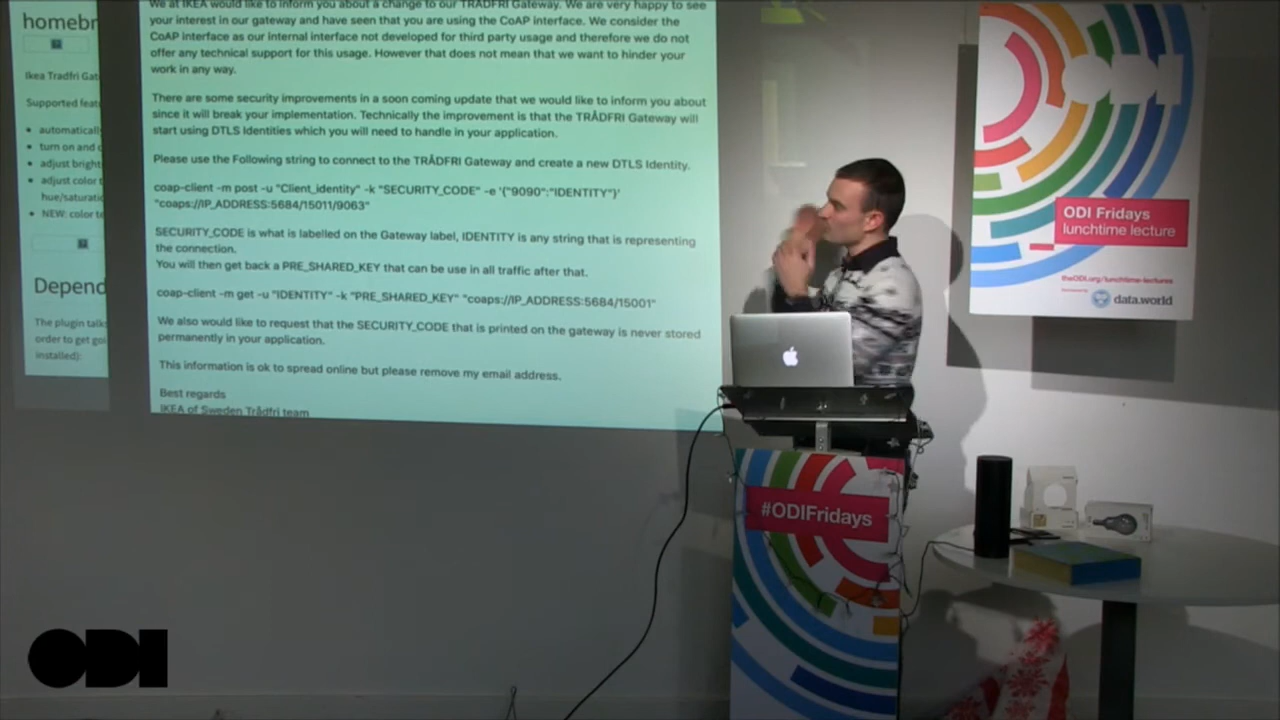 homebr
Ikea Tradfri Gat
Supported feat
automaticall
turn on and o
adjust bright
adjust color t
hue/saturatio
NEW: color te
Depend
The plugin talks
order to get goi
installed):
We at IKEA would like to inform you about a change to our TRÅDFRI Gateway. We are very happy to see
your interest in our gateway and have seen that you are using the CoAP interface. We consider the
CoAP interface as our internal interface not developed for third party usage and therefore we do not
offer any technical support for this usage. However that does not mean that we want to hinder your
work in any way.
There are some security improvements in a soon coming update that we would like to inform you about
since it will break your implementation. Technically the improvement is that the TRÅDFRI Gateway will
start using DTLS Identities which you will need to handle in your application.
Please use the Following string to connect to the TRÅDFRI Gateway and create a new DTLS Identity.
coap-client -m post -u "Client_identity" -k "SECURITY_CODE" -e '{"9090":"IDENTITY"}'
"coaps://IP_ADDRESS:5684/15011/9063"
SECURITY_CODE is what is labelled on the Gateway label, IDENTITY is any string that is representing
the connection.
You will then get back a PRE_SHARED_KEY that can be use in all traffic after that.
coap-client -m get -u "IDENTITY" -k "PRE_SHARED_KEY" "coaps://IP_ADDRESS:5684/15001"
We also would like to request that the SECURITY_CODE that is printed on the gateway is never stored
permanently in your application.
This information is ok to spread online but please remove my email address.
Best regards
IKEA of Sweden Trådfri team
ODI Fridays
lunchtime lecture
theODI.org/lunchtime-lectures
data.world
#ODIFridays
ODI